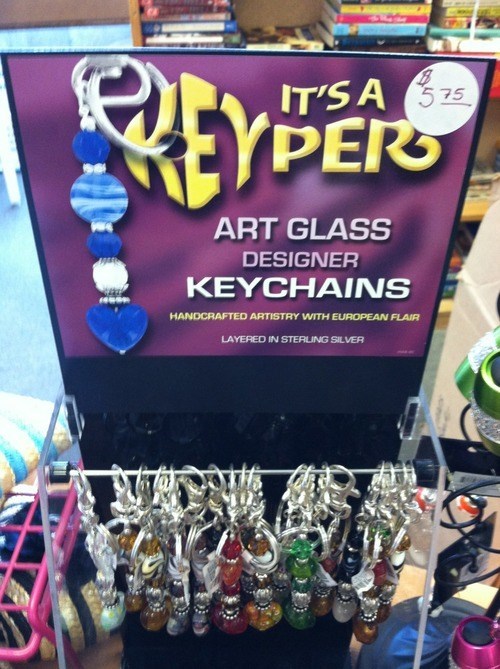 $5 75
IT'S A
KEYPER
ART GLASS
DESIGNER
KEYCHAINS
HANDCRAFTED ARTISTRY WITH EUROPEAN FLAIR
LAYERED IN STERLING SILVER